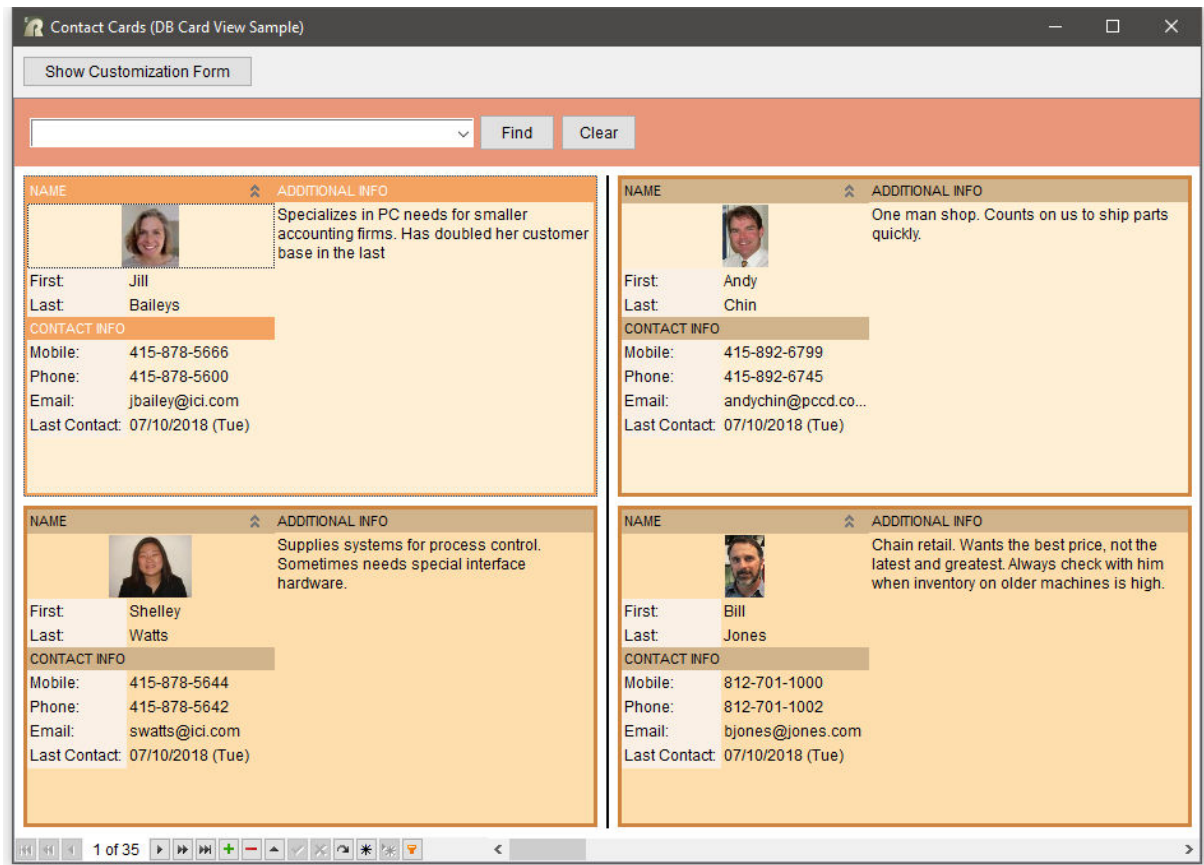 Contact Cards (DB Card View Sample)
Show Customization Form
Find
Clear
NAME
ADDITIONAL INFO
Specializes in PC needs for smaller
accounting firms. Has doubled her customer
base in the last
First: Jill
Last: Baileys
CONTACT INFO
Mobile: 415-878-5666
Phone: 415-878-5600
Email: jbailey@ici.com
Last Contact: 07/10/2018 (Tue)
NAME
ADDITIONAL INFO
One man shop. Counts on us to ship parts
quickly.
First: Andy
Last: Chin
CONTACT INFO
Mobile: 415-892-6799
Phone: 415-892-6745
Email: andychin@pccd.co...
Last Contact: 07/10/2018 (Tue)
NAME
ADDITIONAL INFO
Supplies systems for process control.
Sometimes needs special interface
hardware.
First: Shelley
Last: Watts
CONTACT INFO
Mobile: 415-878-5644
Phone: 415-878-5642
Email: swatts@ici.com
Last Contact: 07/10/2018 (Tue)
NAME
ADDITIONAL INFO
Chain retail. Wants the best price, not the
latest and greatest. Always check with him
when inventory on older machines is high.
First: Bill
Last: Jones
CONTACT INFO
Mobile: 812-701-1000
Phone: 812-701-1002
Email: bjones@jones.com
Last Contact: 07/10/2018 (Tue)
1 of 35